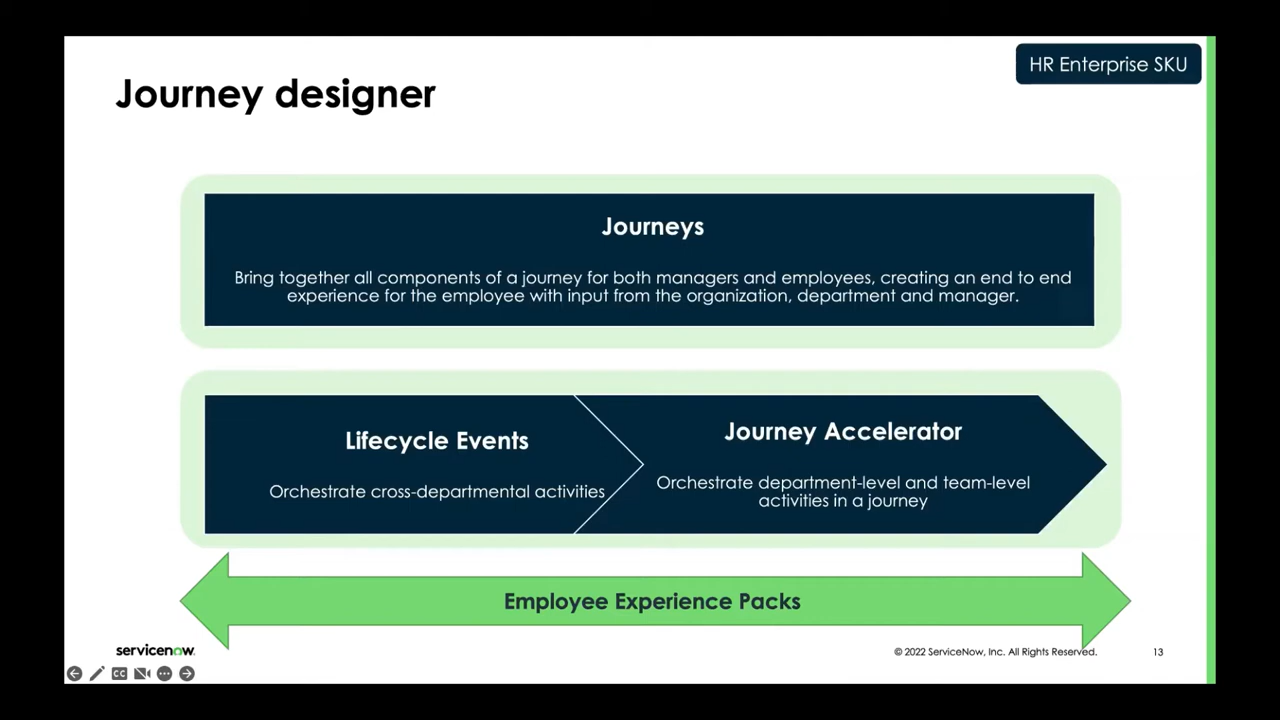 HR Enterprise SKU
Journey designer
Journeys
Bring together all components of a journey for both managers and employees, creating an end to end
experience for the employee with input from the organization, department and manager.
Lifecycle Events
Orchestrate cross-departmental activities
Journey Accelerator
Orchestrate department-level and team-level
activities in a journey
Employee Experience Packs
servicenow
© 2022 ServiceNow, Inc. All Rights Reserved.
13
CC